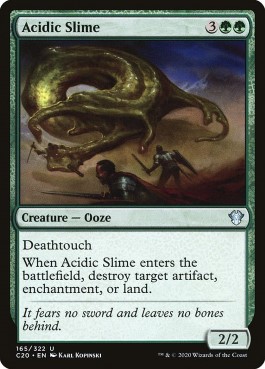 Acidic Slime 3
Creature — Ooze
Deathtouch
When Acidic Slime enters the
battlefield, destroy target artifact,
enchantment, or land.
It fears no sword and leaves no bones
behind.
2/2
165/322 U
C20 • EN Karl Kopinski
™ & © 2020 Wizards of the Coast